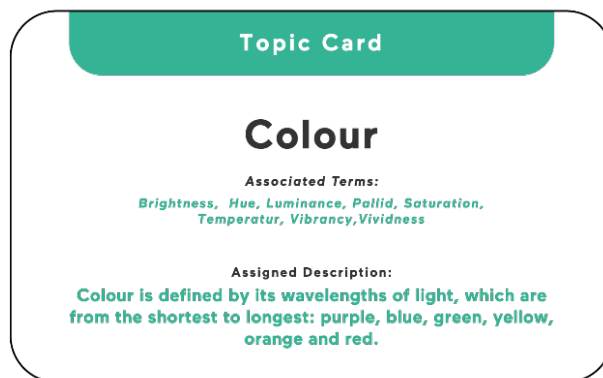 Topic Card
Colour
Associated Terms:
Brightness, Hue, Luminance, Pallid, Saturation,
Temperatur, Vibrancy,Vividness
Assigned Description:
Colour is defined by its wavelengths of light, which are
from the shortest to longest: purple, blue, green, yellow,
orange and red.